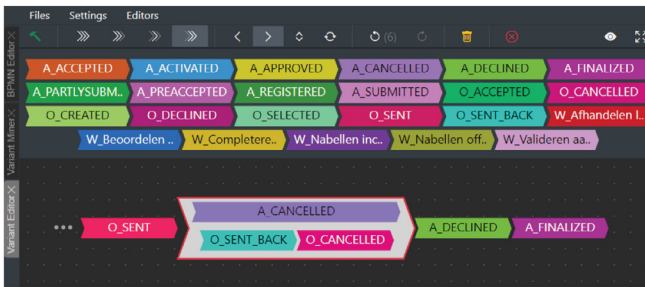 Files Settings Editors
(6)
BPMN Editor
Variant Miner
Variant Editor
A_ACCEPTED A_ACTIVATED A_APPROVED A_CANCELLED A_DECLINED A_FINALIZED
A_PARTLYSUBM.. A_PREACCEPTED A_REGISTERED A_SUBMITTED O_ACCEPTED O_CANCELLED
O_CREATED O_DECLINED O_SELECTED O_SENT O_SENT_BACK W_Afhandelen I..
W_Beoordelen .. W_Completere.. W_Nabellen inc.. W_Nabellen off.. W_Valideren aa..
A_CANCELLED
O_SENT A_DECLINED A_FINALIZED
O_SENT_BACK O_CANCELLED